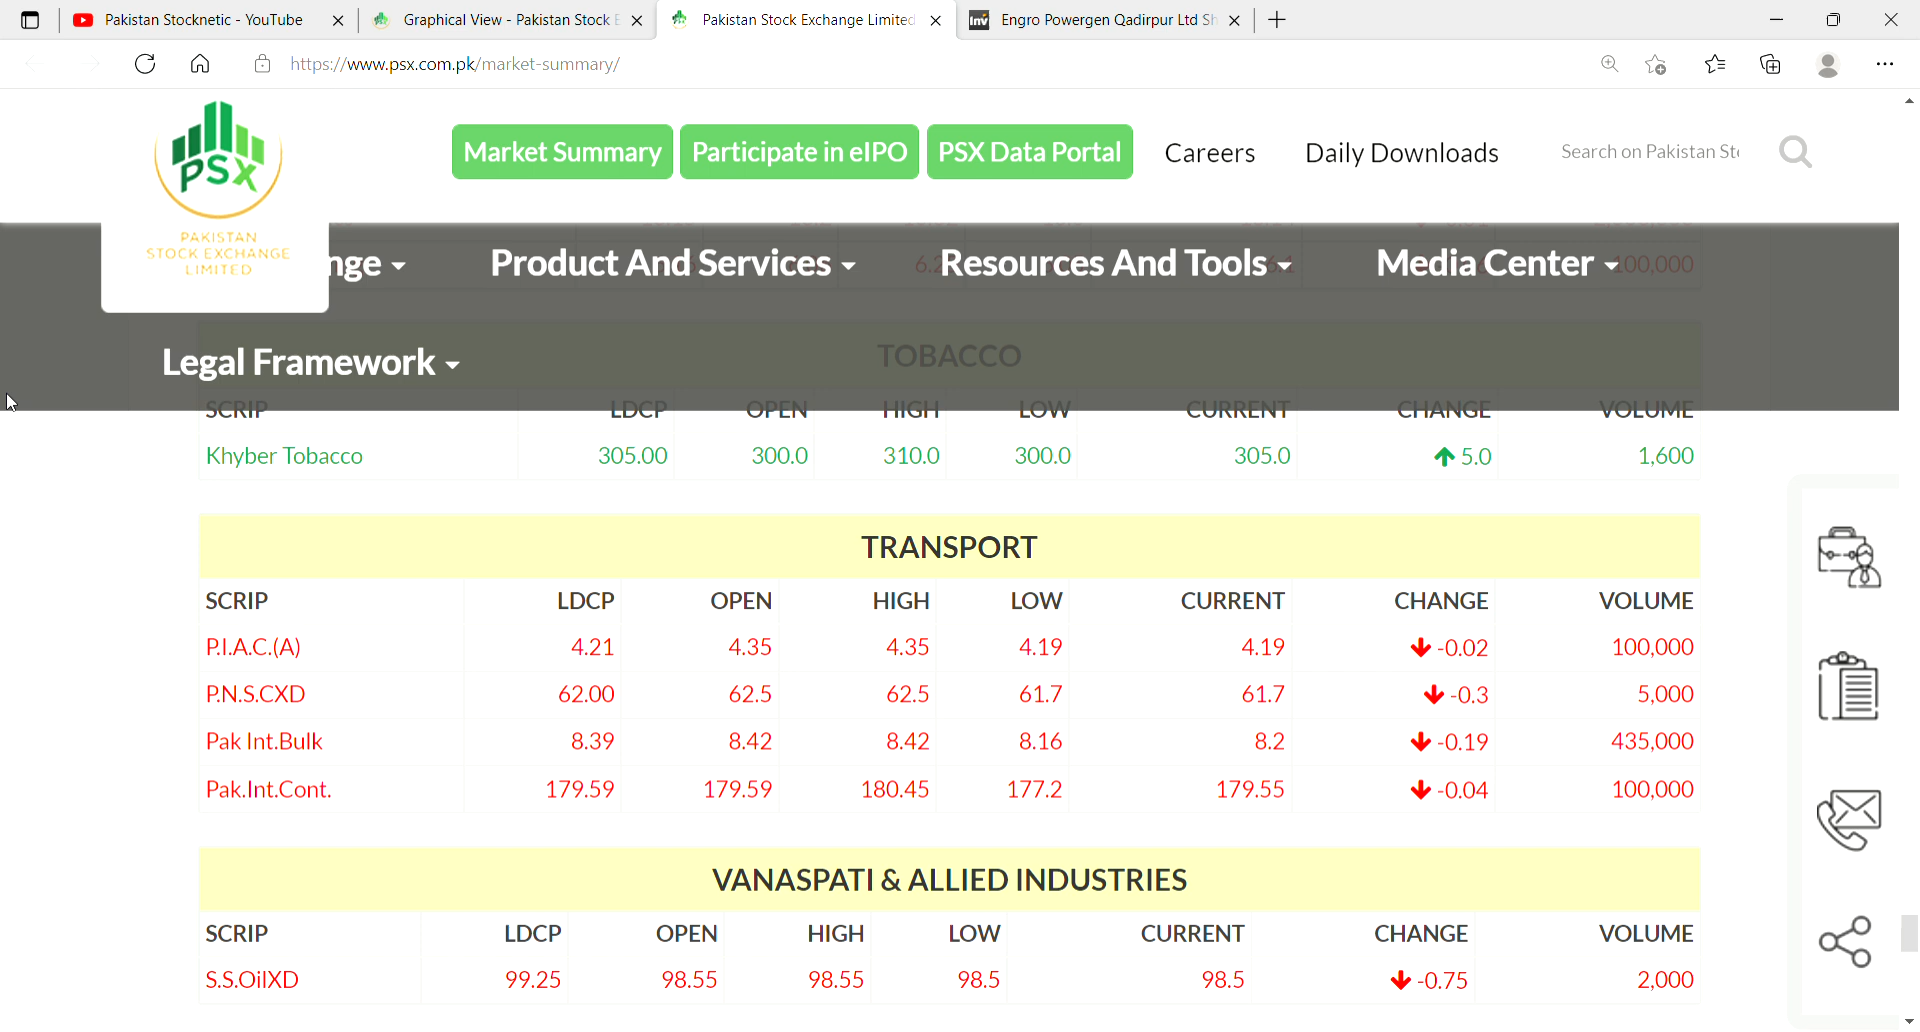 Pakistan Stocknetic - YouTube
Graphical View - Pakistan Stock E
Pakistan Stock Exchange Limited
Engro Powergen Qadirpur Ltd Sh
https://www.psx.com.pk/market-summary/
PSX
PAKISTAN
STOCK EXCHANGE
LIMITED
Market Summary Participate in eIPO PSX Data Portal Careers Daily Downloads Search on Pakistan Sto
nge Product And Services Resources And Tools Media Center 100,000
Legal Framework
TOBACCO
SCRIP LDCP OPEN HIGH LOW CURRENT CHANGE VOLUME
Khyber Tobacco 305.00 300.0 310.0 300.0 305.0 5.0 1,600
TRANSPORT
SCRIP LDCP OPEN HIGH LOW CURRENT CHANGE VOLUME
P.I.A.C.(A) 4.21 4.35 4.35 4.19 4.19 -0.02 100,000
P.N.S.CXD 62.00 62.5 62.5 61.7 61.7 -0.3 5,000
Pak Int.Bulk 8.39 8.42 8.42 8.16 8.2 -0.19 435,000
Pak.Int.Cont. 179.59 179.59 180.45 177.2 179.55 -0.04 100,000
VANASPATI & ALLIED INDUSTRIES
SCRIP LDCP OPEN HIGH LOW CURRENT CHANGE VOLUME
S.S.OilXD 99.25 98.55 98.55 98.5 98.5 -0.75 2,000